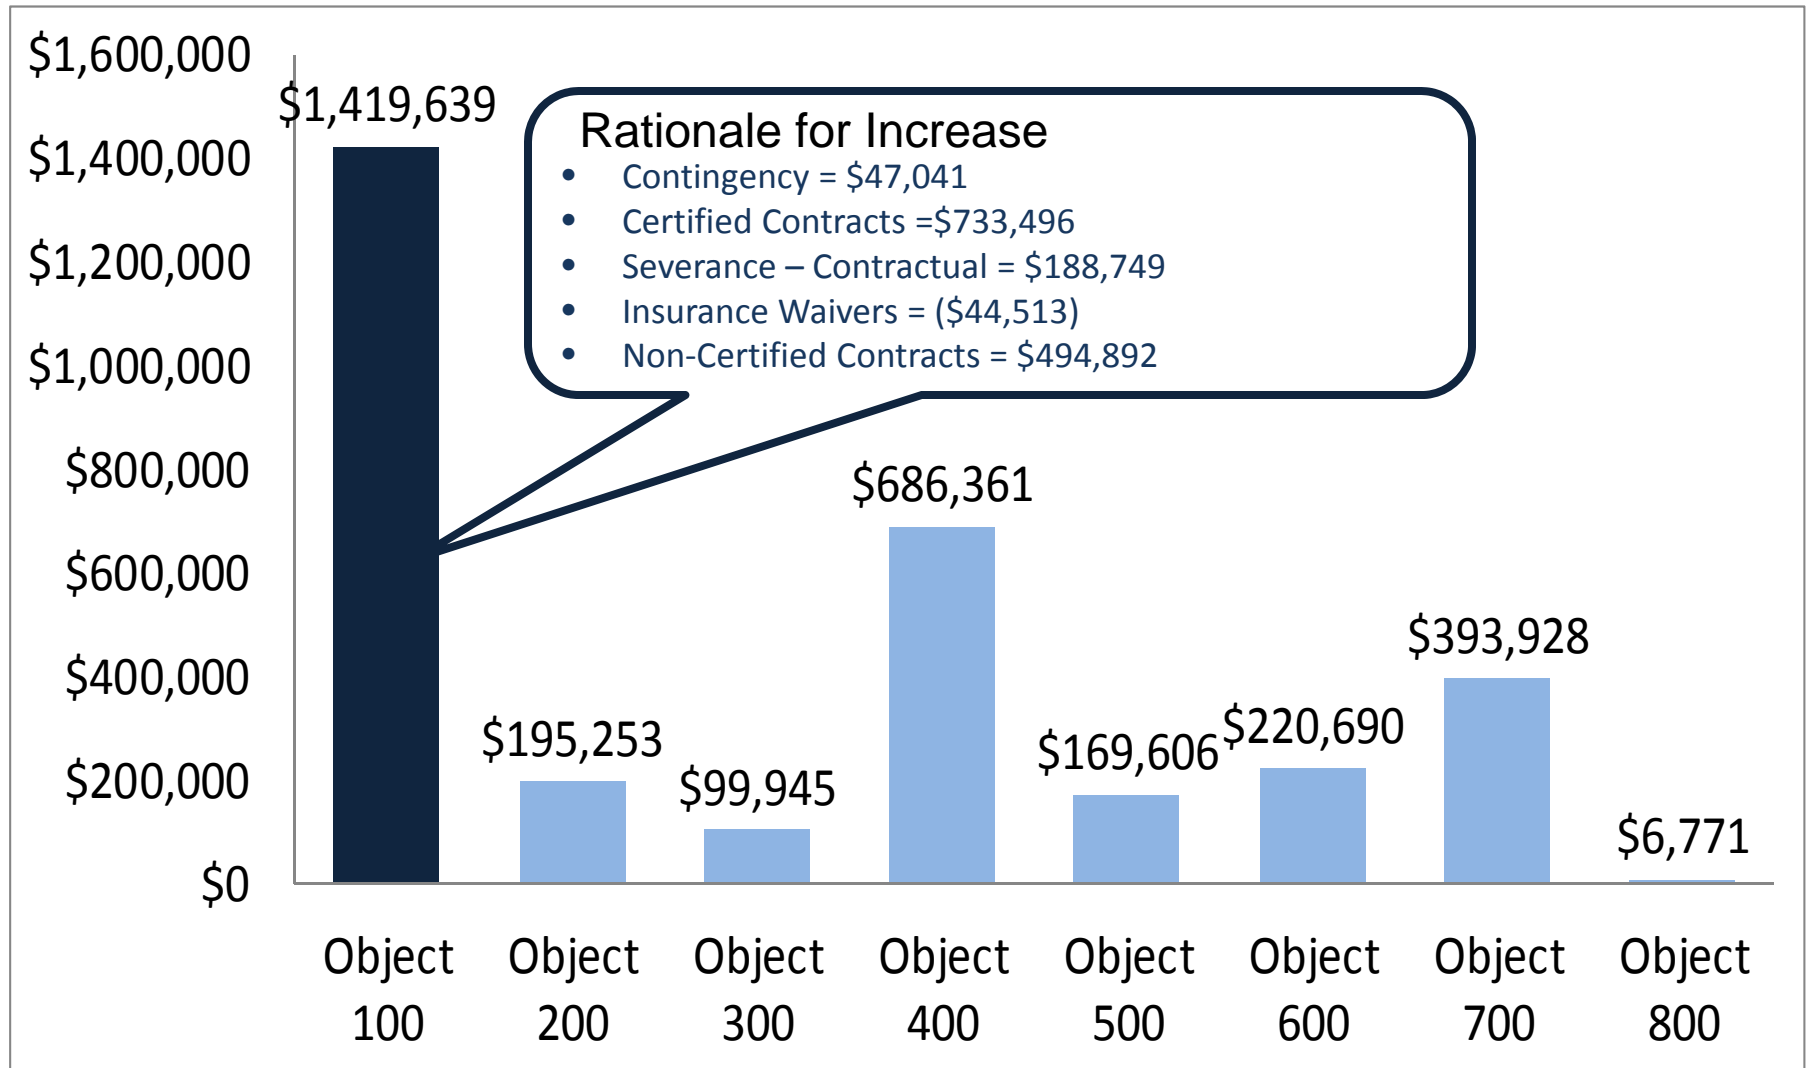 $1,600,000
$1,400,000
$1,200,000
$1,000,000
$800,000
$600,000
$400,000
$200,000
$0
$1,419,639
Rationale for Increase
• Contingency = $47,041
• Certified Contracts =$733,496
• Severance – Contractual = $188,749
• Insurance Waivers = ($44,513)
• Non-Certified Contracts = $494,892
$195,253
$99,945
$686,361
$169,606
$220,690
$393,928
$6,771
Object
100
Object
200
Object
300
Object
400
Object
500
Object
600
Object
700
Object
800